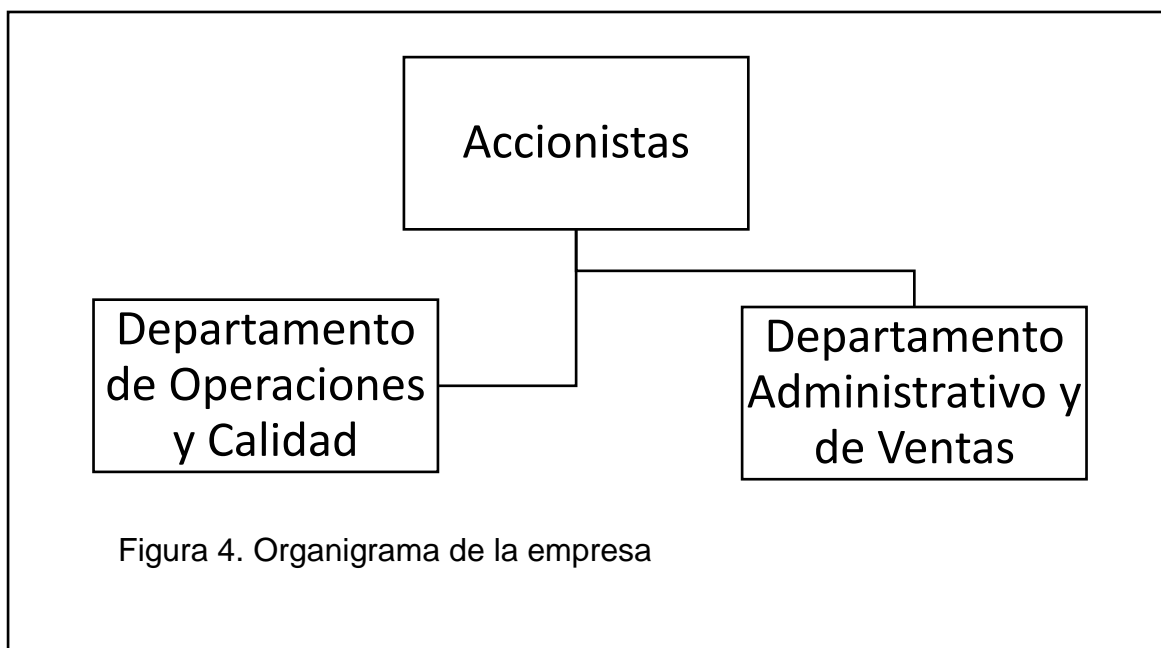 Accionistas
Departamento
de Operaciones
y Calidad
Departamento
Administrativo y
de Ventas
Figura 4. Organigrama de la empresa